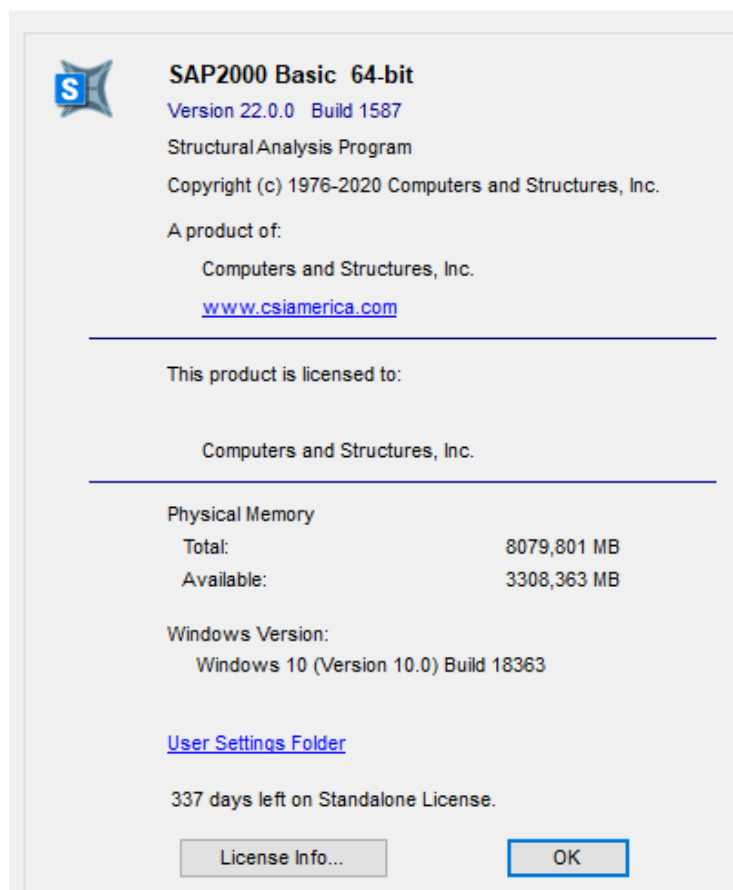 S
SAP2000 Basic 64-bit
Version 22.0.0 Build 1587
Structural Analysis Program
Copyright (c) 1976-2020 Computers and Structures, Inc.
A product of:
Computers and Structures, Inc.
www.csiamerica.com
This product is licensed to:
Computers and Structures, Inc.
Physical Memory
Total: 8079,801 MB
Available: 3308,363 MB
Windows Version:
Windows 10 (Version 10.0) Build 18363
User Settings Folder
337 days left on Standalone License.
License Info... OK